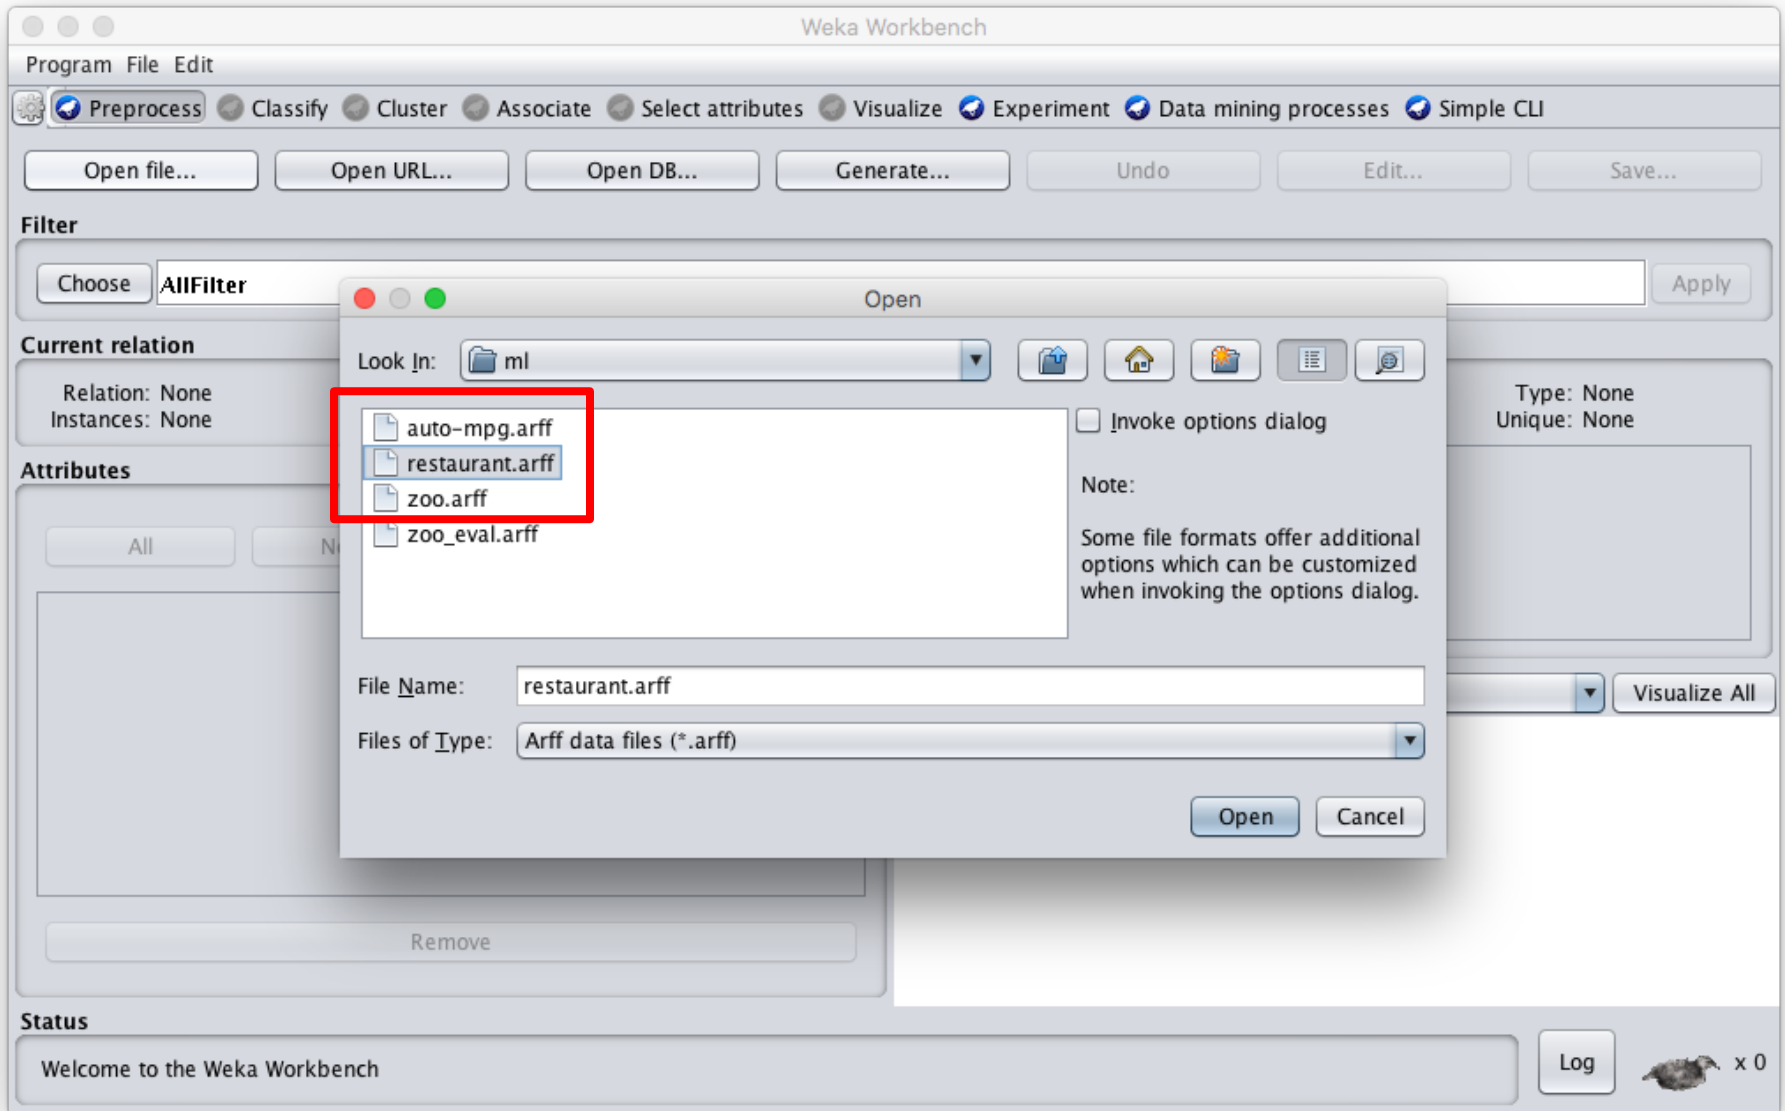 Weka Workbench
Program File Edit
Preprocess Classify Cluster Associate Select attributes Visualize Experiment Data mining processes Simple CLI
Open file... Open URL... Open DB... Generate... Undo Edit... Save...
Filter
Choose AllFilter Apply
Open
Look In: ml
Current relation
Relation: None
Instances: None
Type: None
Unique: None
auto-mpg.arff
restaurant.arff
zoo.arff
zoo_eval.arff
Invoke options dialog
Note:
Some file formats offer additional
options which can be customized
when invoking the options dialog.
Attributes
All
File Name: restaurant.arff
Files of Type: Arff data files (*.arff)
Open Cancel
Visualize All
Remove
Status
Welcome to the Weka Workbench
Log x 0